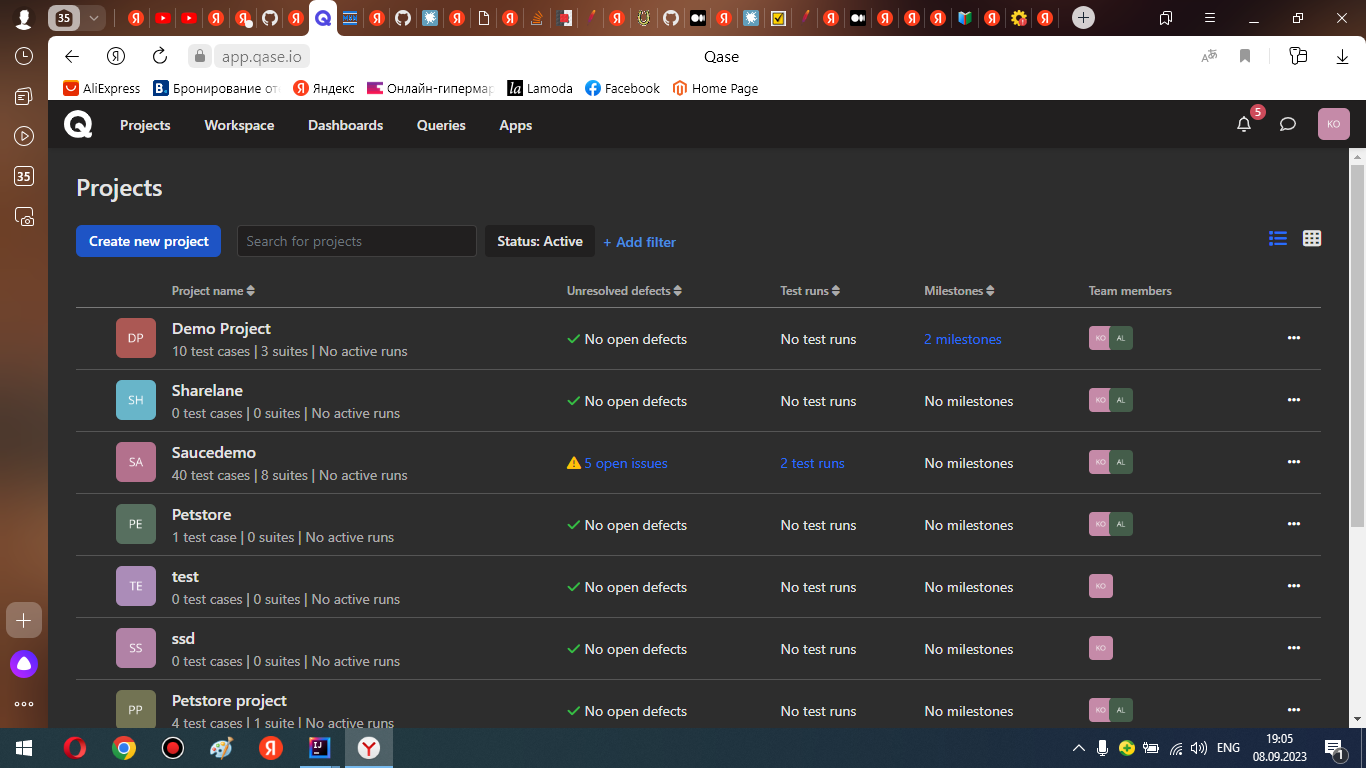 35
app.qase.io
Qase
AliExpress
Бронирование от
Яндекс
Онлайн-гипермар
Lamoda
Facebook
Home Page
Projects Workspace Dashboards Queries Apps
5
KO
35
Projects
Create new project
Search for projects
Status: Active
+ Add filter
Project name Unresolved defects Test runs Milestones Team members
DP Demo Project No open defects No test runs 2 milestones KO AL
10 test cases | 3 suites | No active runs
SH Sharelane No open defects No test runs No milestones KO AL
0 test cases | 0 suites | No active runs
SA Saucedemo 5 open issues 2 test runs No milestones KO AL
40 test cases | 8 suites | No active runs
PE Petstore No open defects No test runs No milestones KO AL
1 test case | 0 suites | No active runs
TE test No open defects No test runs No milestones KO
0 test cases | 0 suites | No active runs
SS ssd No open defects No test runs No milestones KO
0 test cases | 0 suites | No active runs
PP Petstore project No open defects No test runs No milestones KO AL
4 test cases | 1 suite | No active runs
ENG
19:05
08.09.2023
1